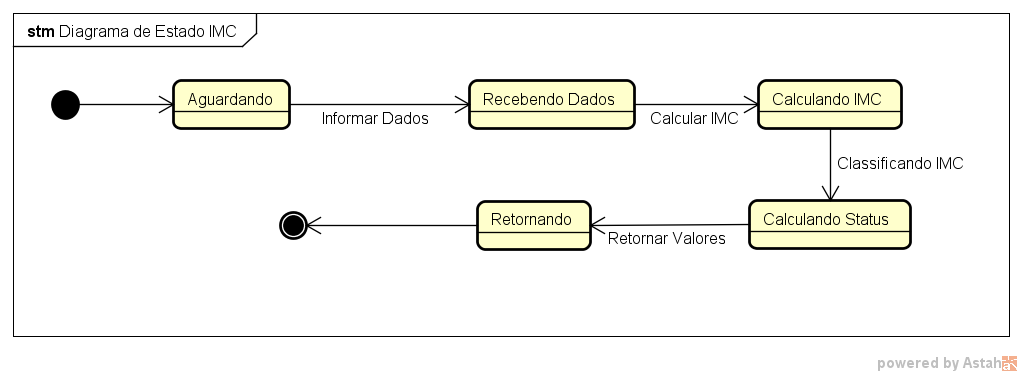 stm Diagrama de Estado IMC
Aguardando
Informar Dados
Recebendo Dados
Calcular IMC
Calculando IMC
Classificando IMC
Calculando Status
Retornar Valores
Retornando
powered by Astah